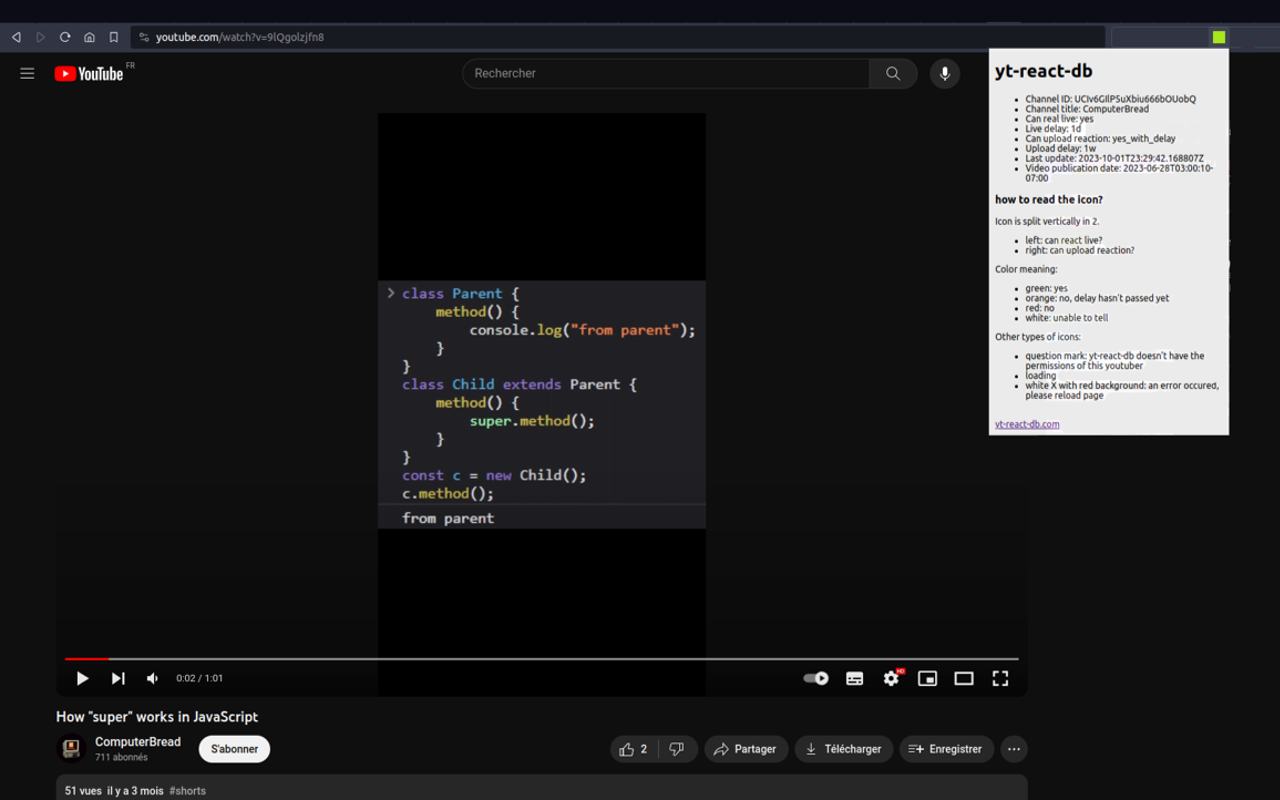 youtube.com/watch?v=9lQgolzjfn8
YouTube FR
Rechercher
class Parent {
method() {
console.log("from parent");
}
}
class Child extends Parent {
method() {
super.method();
}
}
const c = new Child();
c.method();
from parent
0:02 / 1:01
HD
How "super" works in JavaScript
ComputerBread
711 abonnés
S'abonner
2
Partager
Télécharger
Enregistrer
51 vues il y a 3 mois #shorts
yt-react-db
Channel ID: UCIv6GIlP5uXbiu666bOUobQ
Channel title: ComputerBread
Can real live: yes
Live delay: 1d
Can upload reaction: yes_with_delay
Upload delay: 1w
Last update: 2023-10-01T23:29:42.168807Z
Video publication date: 2023-06-28T03:00:10-
07:00
how to read the icon?
Icon is split vertically in 2.
left: can react live?
right: can upload reaction?
Color meaning:
green: yes
orange: no, delay hasn't passed yet
red: no
white: unable to tell
Other types of icons:
question mark: yt-react-db doesn't have the
permissions of this youtuber
loading
white X with red background: an error occured,
please reload page
yt-react-db.com